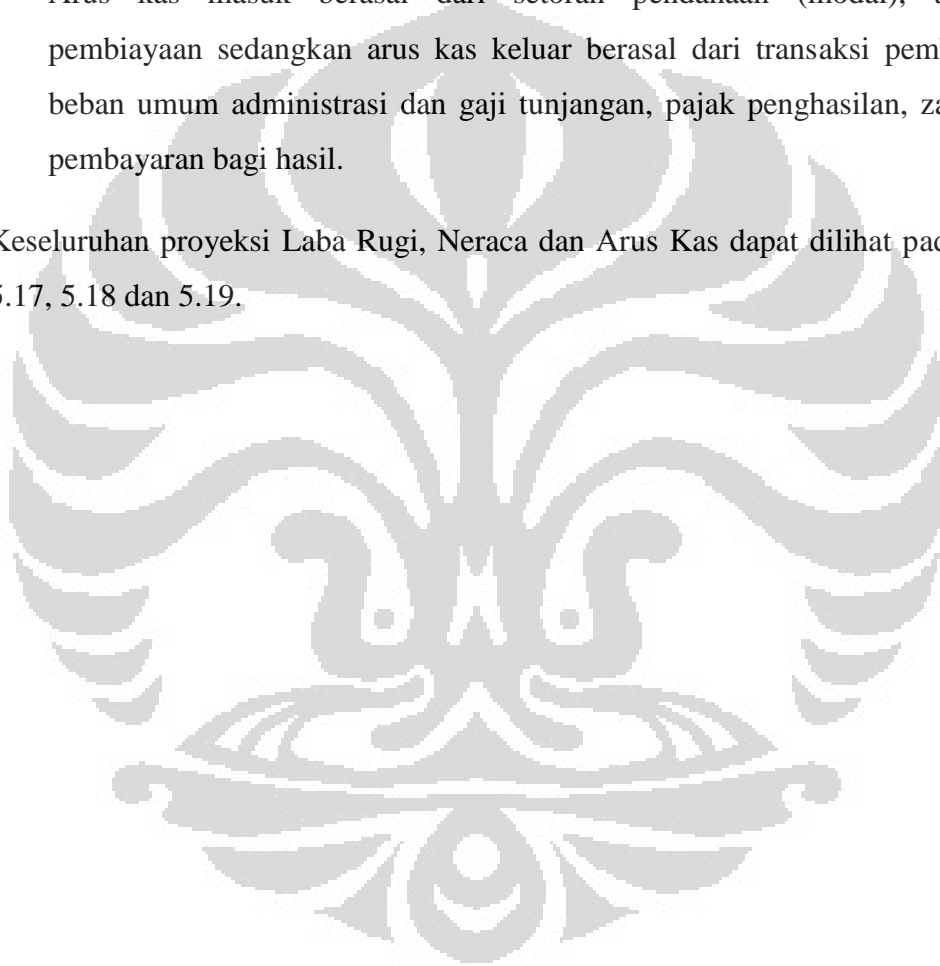 Arus kas masuk berasal dari setoran pendanaan (modal),
pembiayaan sedangkan arus kas keluar berasal dari transaksi
beban umum administrasi dan gaji tunjangan, pajak penghasilan,
pembayaran bagi hasil.
Keseluruhan proyeksi Laba Rugi, Neraca dan Arus Kas dapat dilihat
5.17, 5.18 dan 5.19.